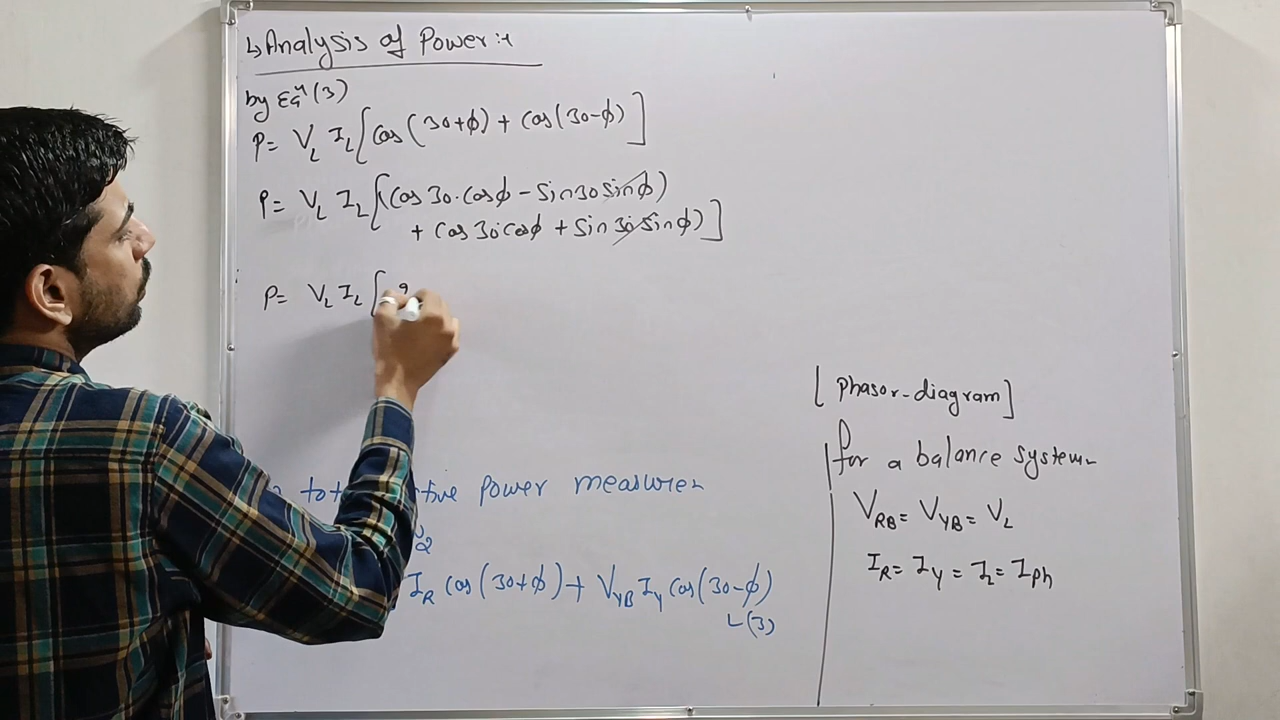 ↳ Analysis of Power :-
by Eqⁿ (3)
P = V_L I_L [cos (30+ϕ) + cos (30-ϕ)]
P = V_L I_L [(cos 30·cosϕ - sin30 sinϕ)
+ cos 30·cosϕ + sin 30 sinϕ)]
P = V_L I_L [
Power measurer
I_R cos (30+ϕ) + V_YB I_Y cos (30-ϕ)
↳(3)
[Phasor-diagram]
for a balance system
V_RB = V_YB = V_L
I_R = I_Y = I_L = I_Ph